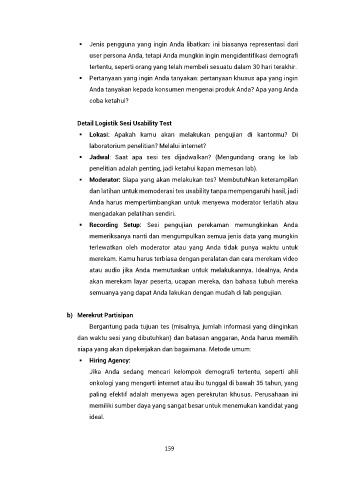 ▪ Jenis pengguna yang ingin Anda libatkan: ini biasanya representasi dari
user persona Anda, tetapi Anda mungkin ingin mengidentifikasi demografi
tertentu, seperti orang yang telah membeli sesuatu dalam 30 hari terakhir.
▪ Pertanyaan yang ingin Anda tanyakan: pertanyaan khusus apa yang ingin
Anda tanyakan kepada konsumen mengenai produk Anda? Apa yang Anda
coba ketahui?
Detail Logistik Sesi Usability Test
▪ Lokasi: Apakah kamu akan melakukan pengujian di kantormu? Di
laboratorium penelitian? Melalui internet?
▪ Jadwal: Saat apa sesi tes dijadwalkan? (Mengundang orang ke lab
penelitian adalah penting, jadi ketahui kapan memesan lab).
▪ Moderator: Siapa yang akan melakukan tes? Membutuhkan keterampilan
dan latihan untuk memoderasi tes usability tanpa mempengaruhi hasil, jadi
Anda harus mempertimbangkan untuk menyewa moderator terlatih atau
mengadakan pelatihan sendiri.
▪ Recording Setup: Sesi pengujian perekaman memungkinkan Anda
memeriksanya nanti dan mengumpulkan semua jenis data yang mungkin
terlewatkan oleh moderator atau yang Anda tidak punya waktu untuk
merekam. Kamu harus terbiasa dengan peralatan dan cara merekam video
atau audio jika Anda memutuskan untuk melakukannya. Idealnya, Anda
akan merekam layar peserta, ucapan mereka, dan bahasa tubuh mereka
semuanya yang dapat Anda lakukan dengan mudah di lab pengujian.
b) Merekrut Partisipan
Bergantung pada tujuan tes (misalnya, jumlah informasi yang diinginkan
dan waktu sesi yang dibutuhkan) dan batasan anggaran, Anda harus memilih
siapa yang akan dipekerjakan dan bagaimana. Metode umum:
▪ Hiring Agency:
Jika Anda sedang mencari kelompok demografi tertentu, seperti ahli
onkologi yang mengerti internet atau ibu tunggal di bawah 35 tahun, yang
paling efektif adalah menyewa agen perekrutan khusus. Perusahaan ini
memiliki sumber daya yang sangat besar untuk menemukan kandidat yang
ideal.
159